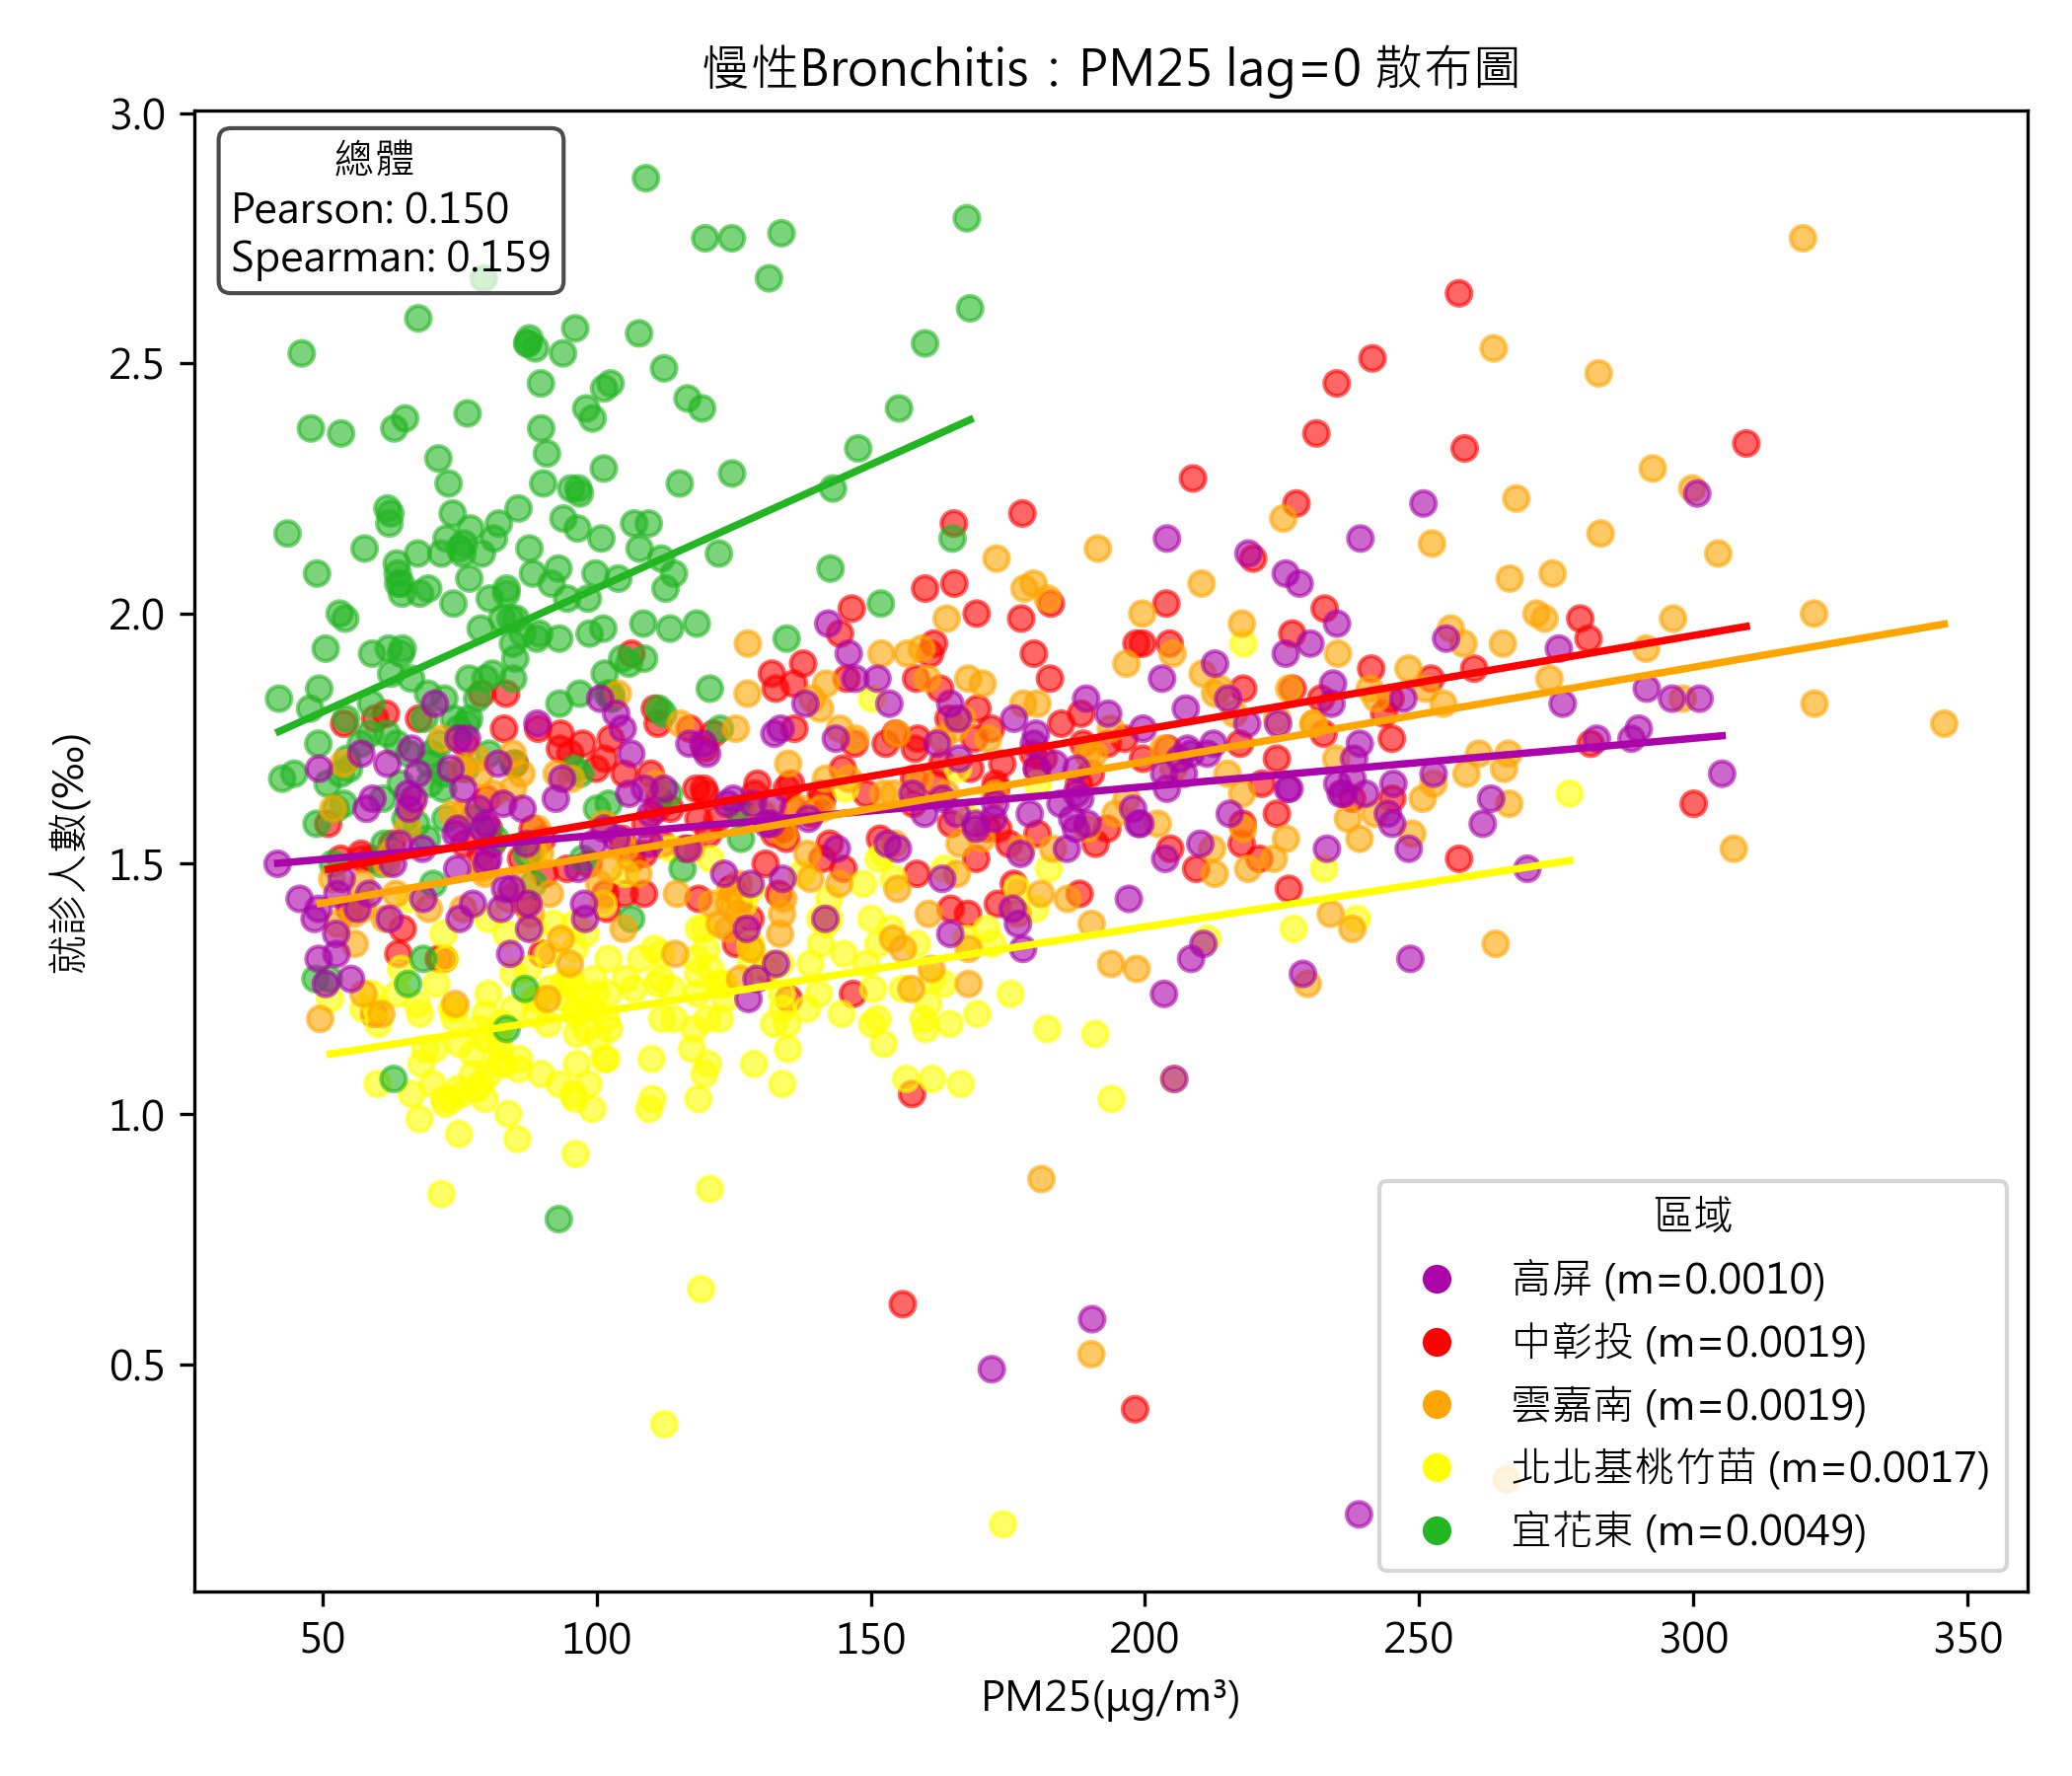 慢性Bronchitis：PM25 lag=0 散布圖
總體
Pearson: 0.150
Spearman: 0.159
就診人數(‰)
3.0
2.5
2.0
1.5
1.0
0.5
區域
高屏 (m=0.0010)
中彰投 (m=0.0019)
雲嘉南 (m=0.0019)
北北基桃竹苗 (m=0.0017)
宜花東 (m=0.0049)
50 100 150 200 250 300 350
PM25(μg/m³)